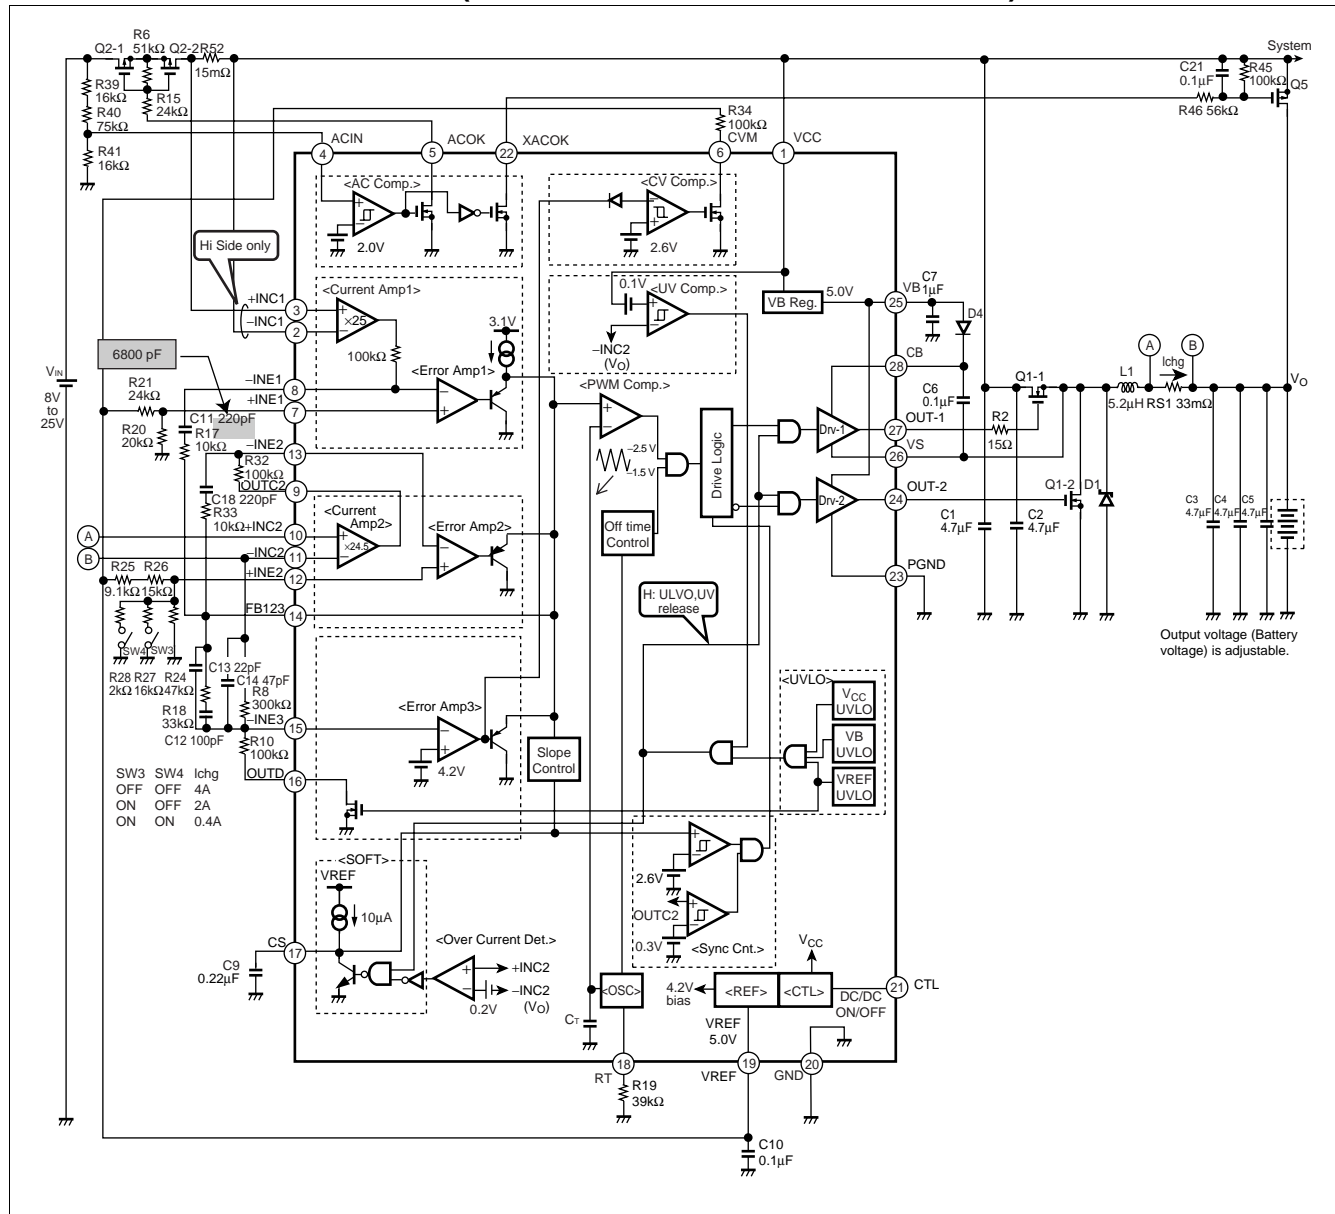 System
Q2-1
R6
51kΩ
Q2-2
R52
15mΩ
R39
16kΩ
R40
75kΩ
R41
16kΩ
R15
24kΩ
C21
0.1μF
R45
100kΩ
Q5
R46 56kΩ
R34
100kΩ
ACIN
ACOK
XACOK
CVM
VCC
4
5
22
6
1
<AC Comp.>
+
−
2.0V
<CV Comp.>
−
+
2.6V
Hi Side only
+INC1
−INC1
3
2
<Current Amp1>
+
×25
−
100kΩ
3.1V
<Error Amp1>
−
+
0.1V
<UV Comp.>
+
−
−INC2
(VO)
VB Reg.
5.0V
VB
25
C7
1μF
D4
CB
28
C6
0.1μF
6800 pF
VIN
8V
to
25V
R21
24kΩ
R20
20kΩ
−INE1
+INE1
8
7
C11 220pF
R17
10kΩ
−INE2
13
R32
100kΩ
OUTC2
9
C18 220pF
R33
10kΩ
+INC2
10
−INC2
11
+INE2
12
A
B
<PWM Comp.>
+
−
−2.5 V
−1.5 V
Drive Logic
Drv-1
Drv-2
OUT-1
27
VS
26
OUT-2
24
PGND
23
R2
15Ω
Q1-1
Q1-2
D1
L1
5.2μH
A
Ichg
B
RS1 33mΩ
VO
C1
4.7μF
C2
4.7μF
C3
4.7μF
C4
4.7μF
C5
4.7μF
Output voltage (Battery
voltage) is adjustable.
<Current
Amp2>
+
×24.5
−
<Error Amp2>
−
+
Off time
Control
H: ULVO,UV
release
R25
9.1kΩ
R26
15kΩ
FB123
14
SW4
SW3
R28
2kΩ
R27
16kΩ
R24
47kΩ
C13 22pF
C14 47pF
R8
300kΩ
R18
33kΩ
C12 100pF
−INE3
15
R10
100kΩ
OUTD
16
<Error Amp3>
−
+
4.2V
Slope
Control
<UVLO>
VCC
UVLO
VB
UVLO
VREF
UVLO
SW3 SW4 Ichg
OFF OFF 4A
ON OFF 2A
ON ON 0.4A
<SOFT>
VREF
10μA
CS
17
C9
0.22μF
<Over Current Det.>
+
−
+INC2
−INC2
(VO)
0.2V
+
−
2.6V
OUTC2
+
−
0.3V
<Sync Cnt.>
<OSC>
CT
4.2V
bias
<REF>
<CTL>
VCC
DC/DC
ON/OFF
21
CTL
VREF
5.0V
18
RT
R19
39kΩ
19
VREF
20
GND
C10
0.1μF